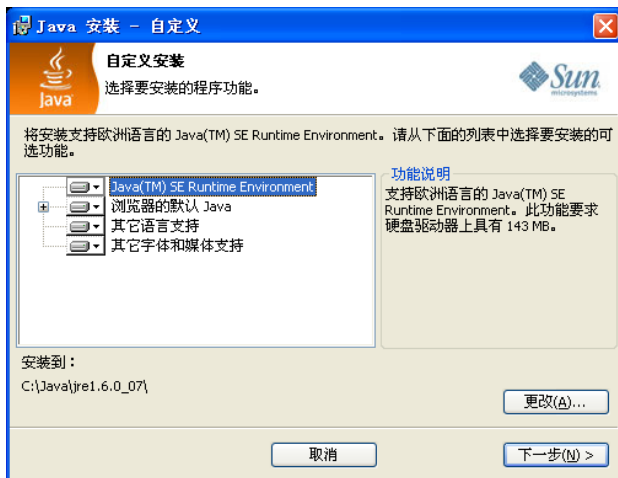 Java 安装 - 自定义
自定义安装
选择要安装的程序功能。
Java
Sun
microsystems
将安装支持欧洲语言的 Java(TM) SE Runtime Environment。请从下面的列表中选择要安装的可
选功能。
Java(TM) SE Runtime Environment
浏览器的默认 Java
其它语言支持
其它字体和媒体支持
功能说明
支持欧洲语言的 Java(TM) SE
Runtime Environment。此功能要求
硬盘驱动器上具有 143 MB。
安装到：
C:\Java\jre1.6.0_07\
更改(A)...
取消
下一步(N) >